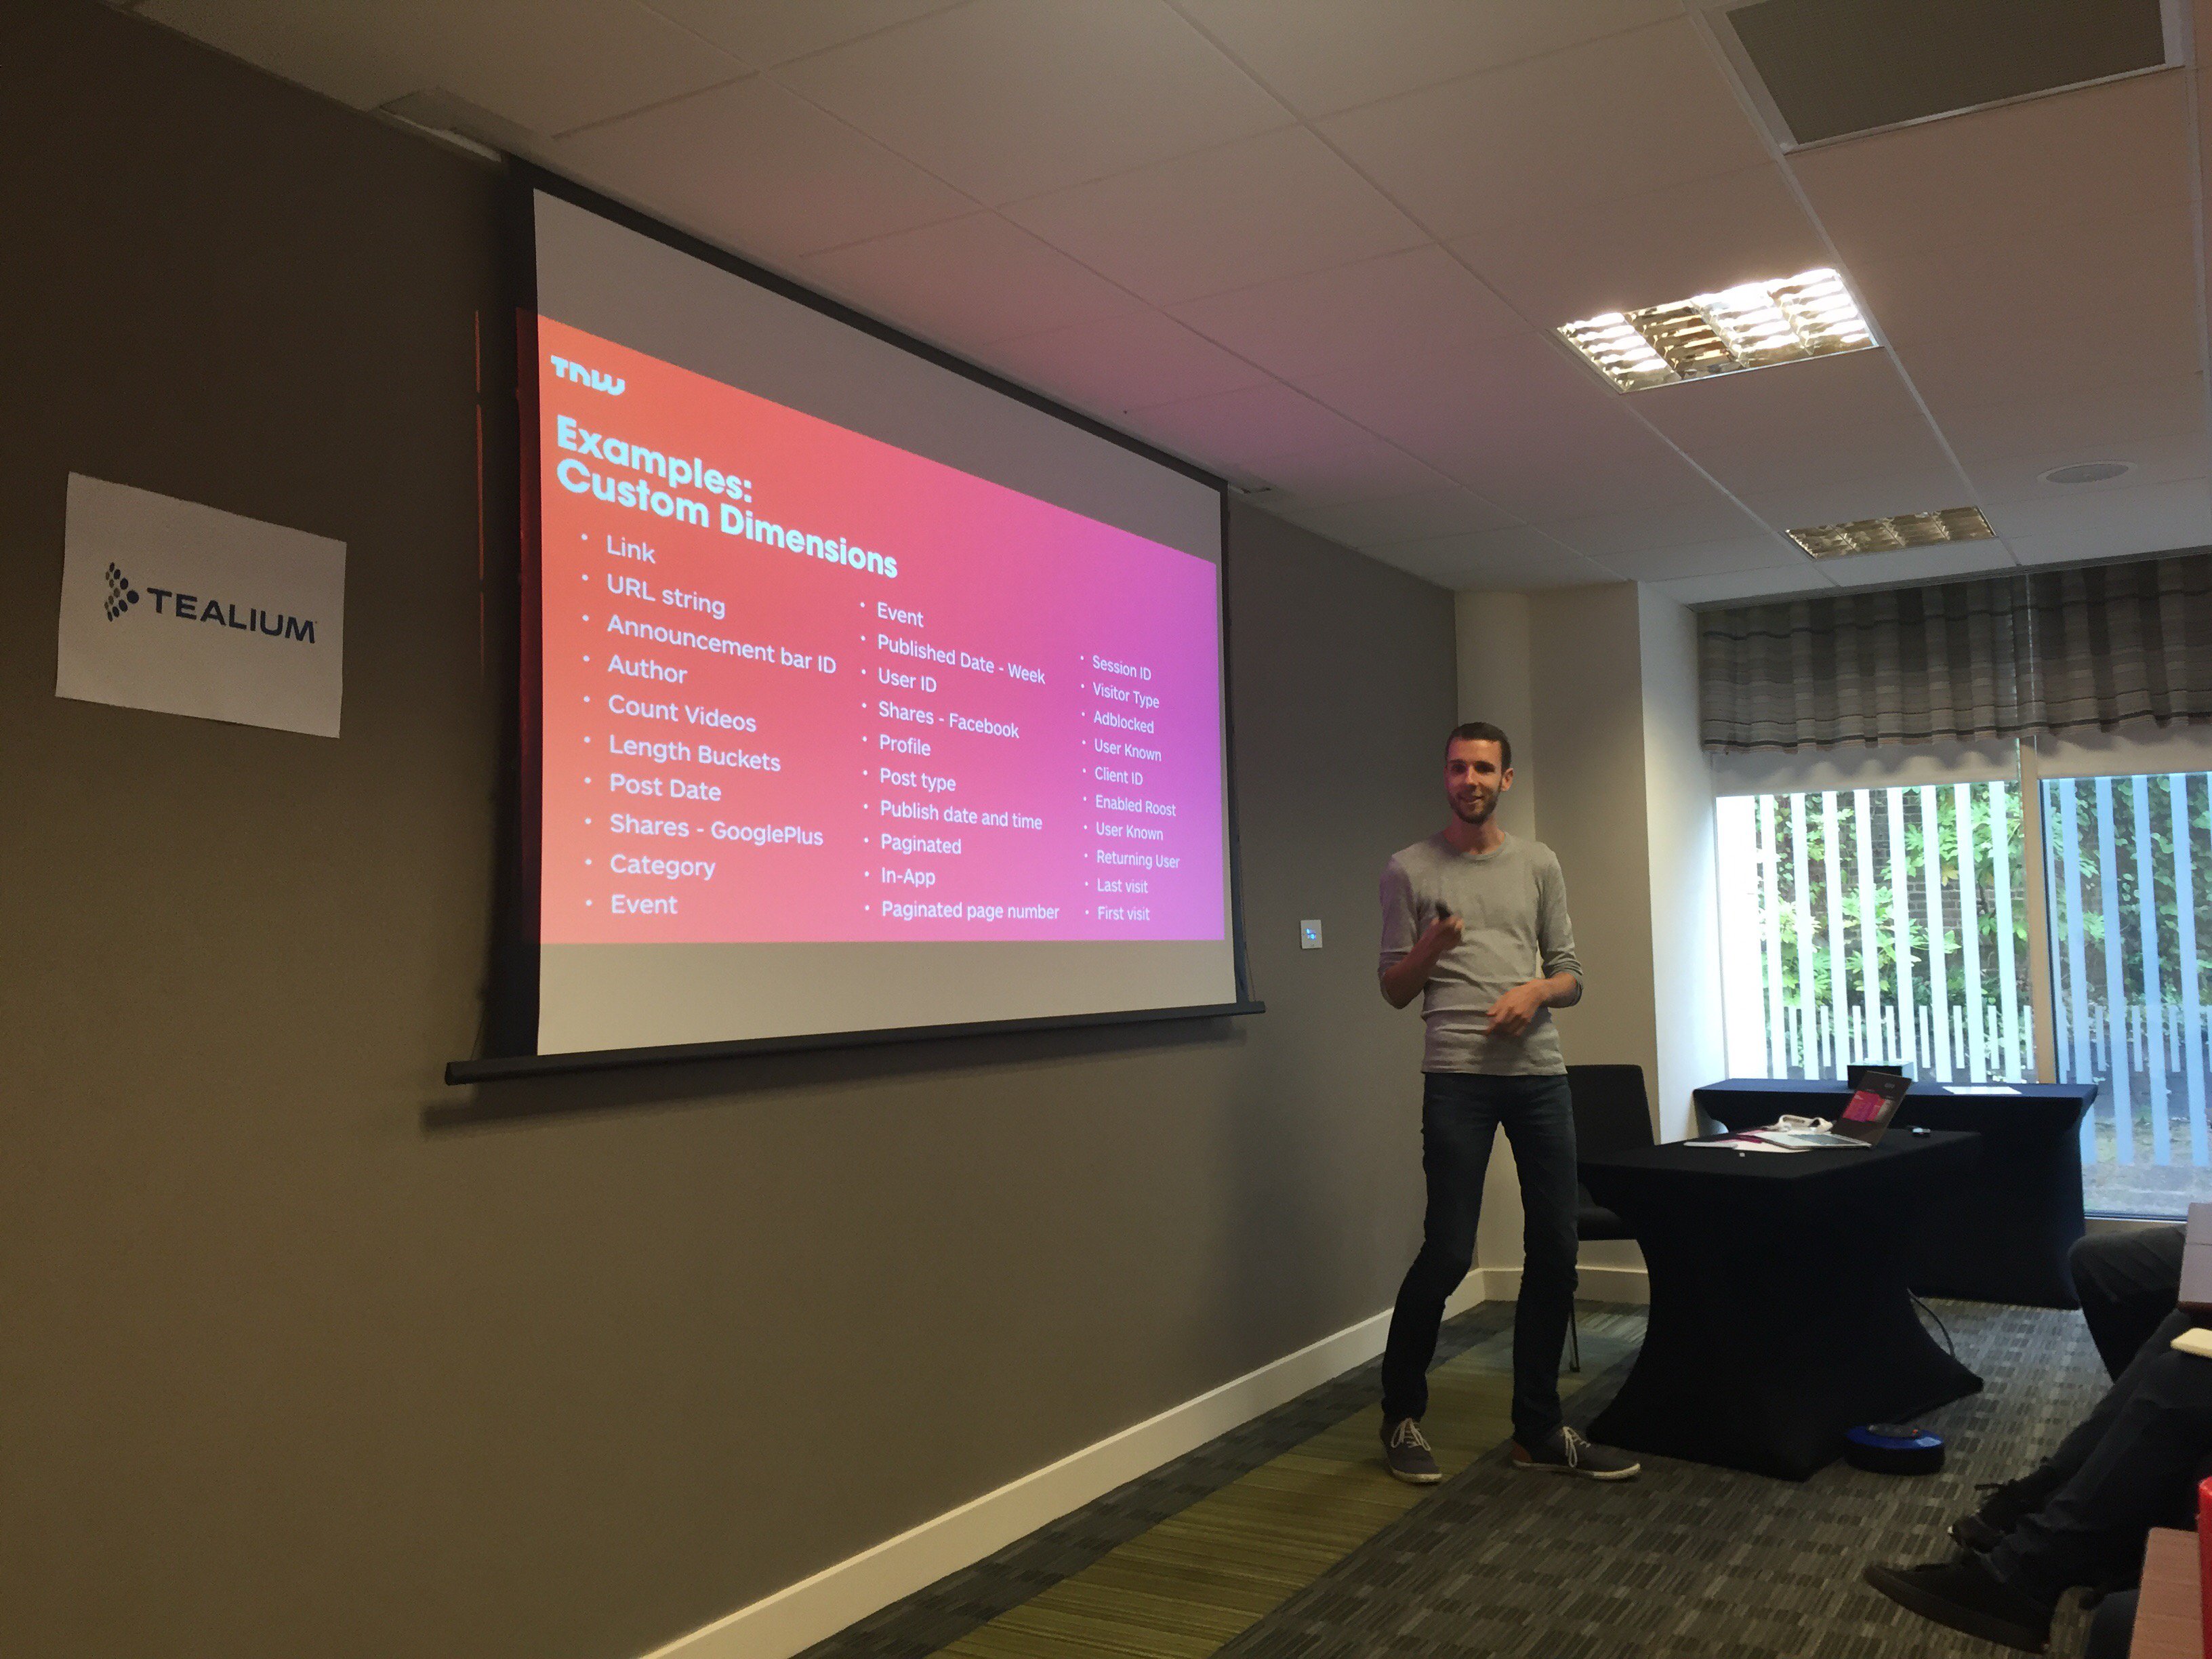 TEALIUM
TNW
Examples:
Custom Dimensions
• Link
• URL string
• Announcement bar ID
• Author
• Count Videos
• Length Buckets
• Post Date
• Shares - GooglePlus
• Category
• Event
• Event
• Published Date - Week
• User ID
• Shares - Facebook
• Profile
• Post type
• Publish date and time
• Paginated
• In-App
• Paginated page number
• Session ID
• Visitor Type
• Adblocked
• User Known
• Client ID
• Enabled Roost
• User Known
• Returning User
• Last visit
• First visit